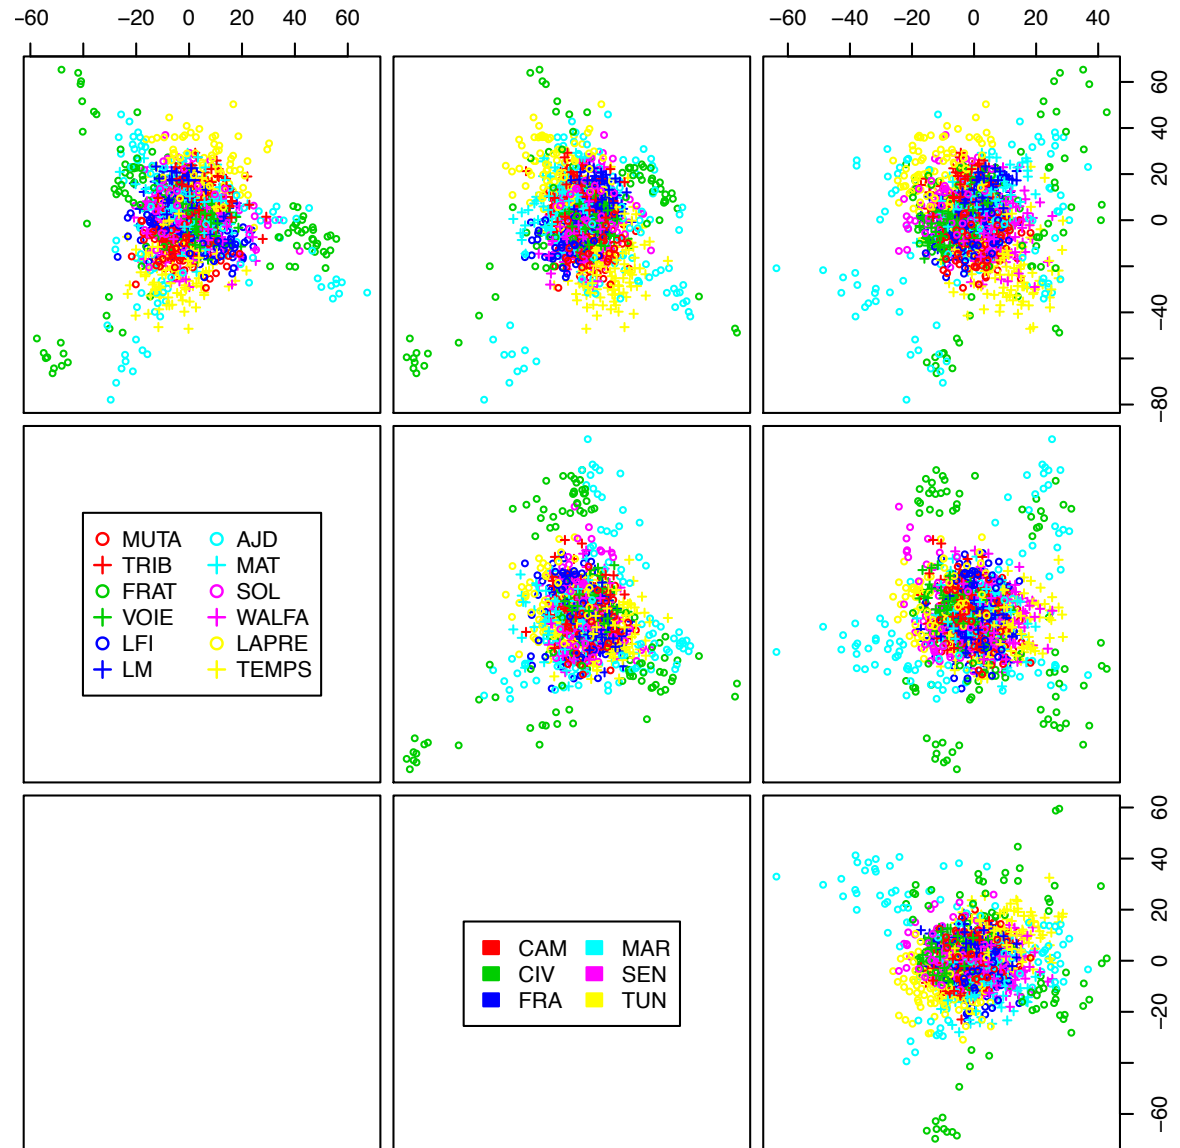 −60 −20 0 20 40 60 −60 −40 −20 0 20 40
60
40
20
0
−40
−80
MUTA AJD
TRIB MAT
FRAT SOL
VOIE WALFA
LFI LAPRE
LM TEMPS
60
40
20
0
−20
−60
CAM MAR
CIV SEN
FRA TUN